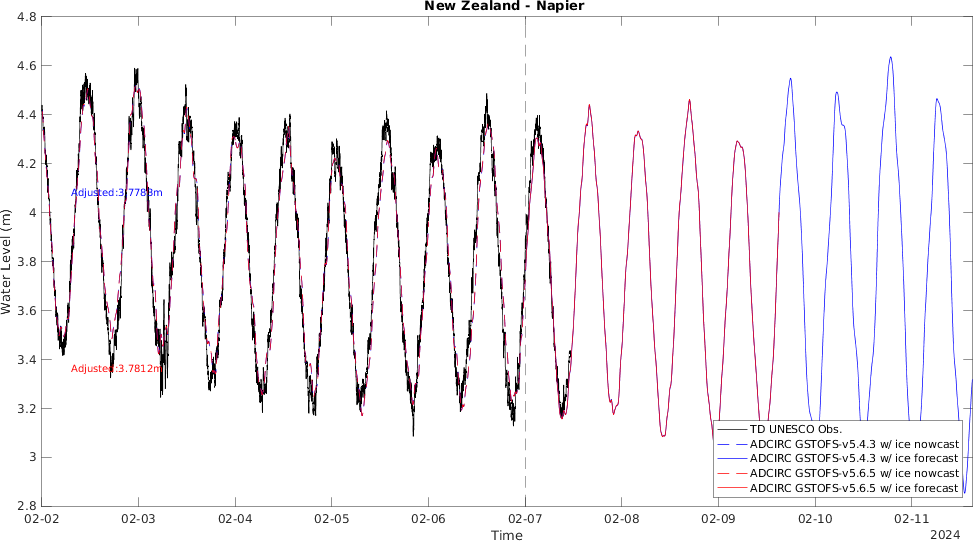 New Zealand - Napier
4.8
4.6
4.4
4.2
4
3.8
3.6
3.4
3.2
3
2.8
Water Level (m)
Adjusted:3.7783m
Adjusted:3.7812m
TD UNESCO Obs.
ADCIRC GSTOFS-v5.4.3 w/ ice nowcast
ADCIRC GSTOFS-v5.4.3 w/ ice forecast
ADCIRC GSTOFS-v5.6.5 w/ ice nowcast
ADCIRC GSTOFS-v5.6.5 w/ ice forecast
02-02 02-03 02-04 02-05 02-06 02-07 02-08 02-09 02-10 02-11
Time
2024